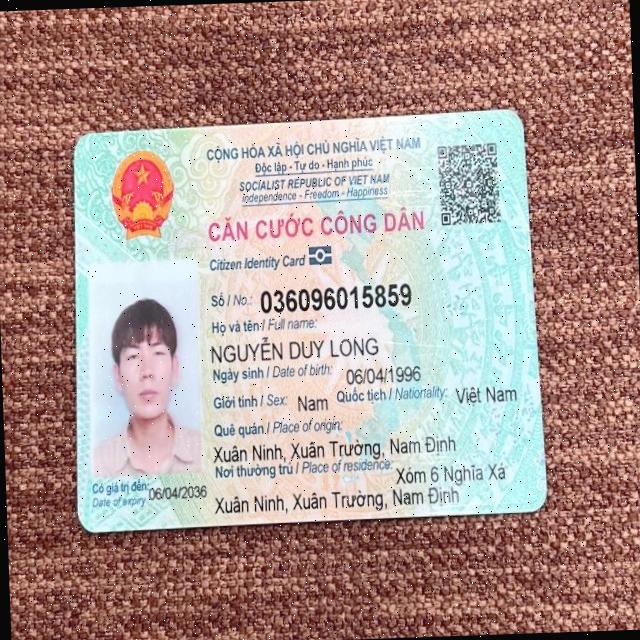 CỘNG HÒA XÃ HỘI CHỦ NGHĨA VIỆT NAM
Độc lập - Tự do - Hạnh phúc
SOCIALIST REPUBLIC OF VIET NAM
Independence - Freedom - Happiness
CĂN CƯỚC CÔNG DÂN
Citizen Identity Card
Số / No.: 036096015859
Họ và tên / Full name:
NGUYỄN DUY LONG
Ngày sinh / Date of birth: 06/04/1996
Giới tính / Sex: Nam Quốc tịch / Nationality: Việt Nam
Quê quán / Place of origin:
Xuân Ninh, Xuân Trường, Nam Định
Nơi thường trú / Place of residence: Xóm 6 Nghĩa Xá
Xuân Ninh, Xuân Trường, Nam Định
Có giá trị đến: 06/04/2036
Date of expiry